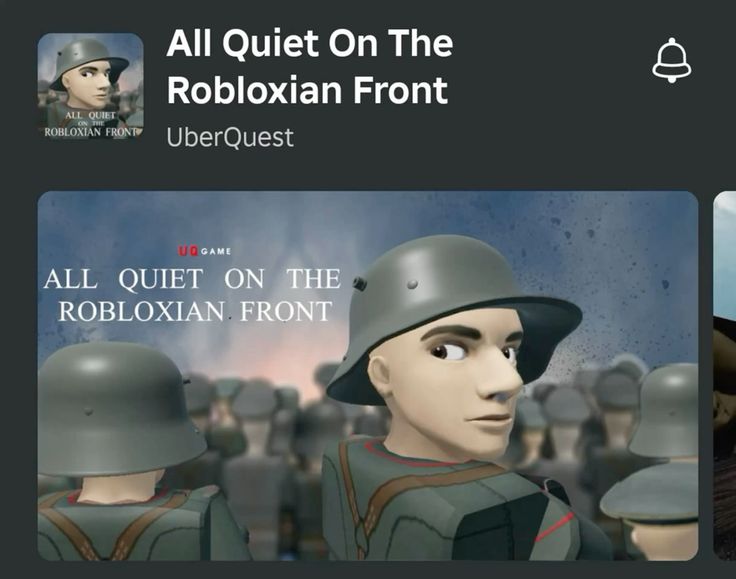 All Quiet On The
Robloxian Front
UberQuest
ALL QUIET
ON THE
ROBLOXIAN FRONT
UQ GAME
ALL QUIET ON THE
ROBLOXIAN FRONT